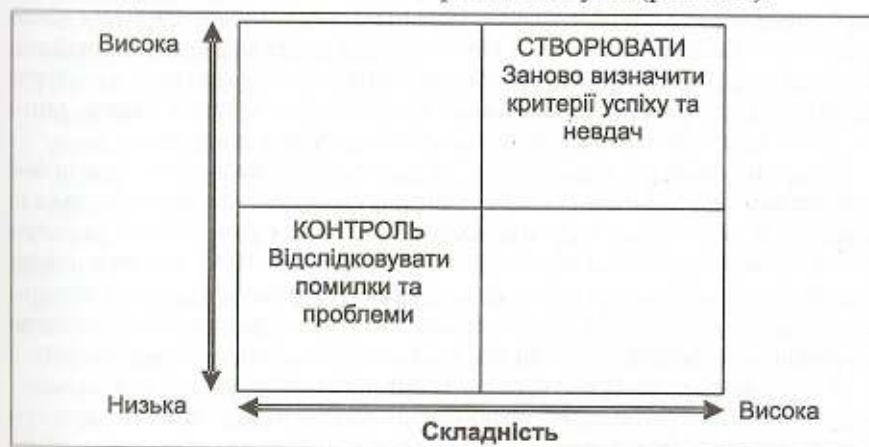 Висока
СТВОРЮВАТИ
Заново визначити
критерії успіху та
невдач
КОНТРОЛЬ
Відслідковувати
помилки та
проблеми
Низька
Висока
Складність